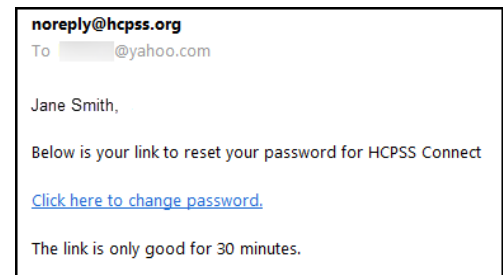 noreply@hcpss.org
To @yahoo.com
Jane Smith,
Below is your link to reset your password for HCPSS Connect
Click here to change password.
The link is only good for 30 minutes.